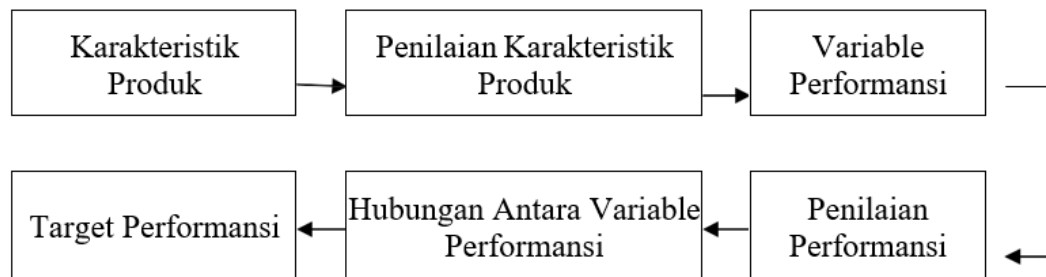 Karakteristik
Produk
Penilaian Karakteristik
Produk
Variable
Performansi
Target Performansi
Hubungan Antara Variable
Performansi
Penilaian
Performansi